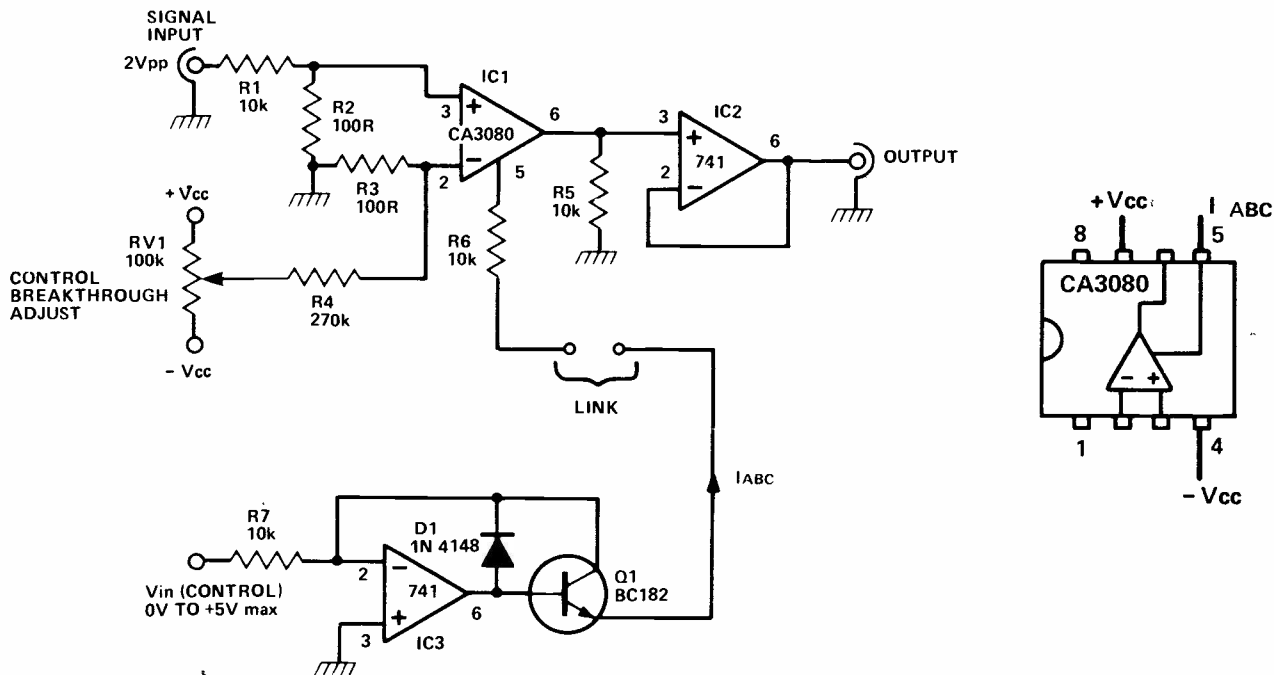 SIGNAL
INPUT
2Vpp
R1
10k
R2
100R
R3
100R
IC1
3
+
CA3080
−
2
6
5
R6
10k
R5
10k
IC2
3
+
741
2
−
6
OUTPUT
+ Vcc
RV1
100k
CONTROL
BREAKTHROUGH
ADJUST
− Vcc
R4
270k
LINK
IABC
R7
10k
Vin (CONTROL)
0V TO +5V max
2
−
741
+
3
6
IC3
D1
1N 4148
Q1
BC182
+Vcc
I ABC
8
5
CA3080
− +
1
4
− Vcc